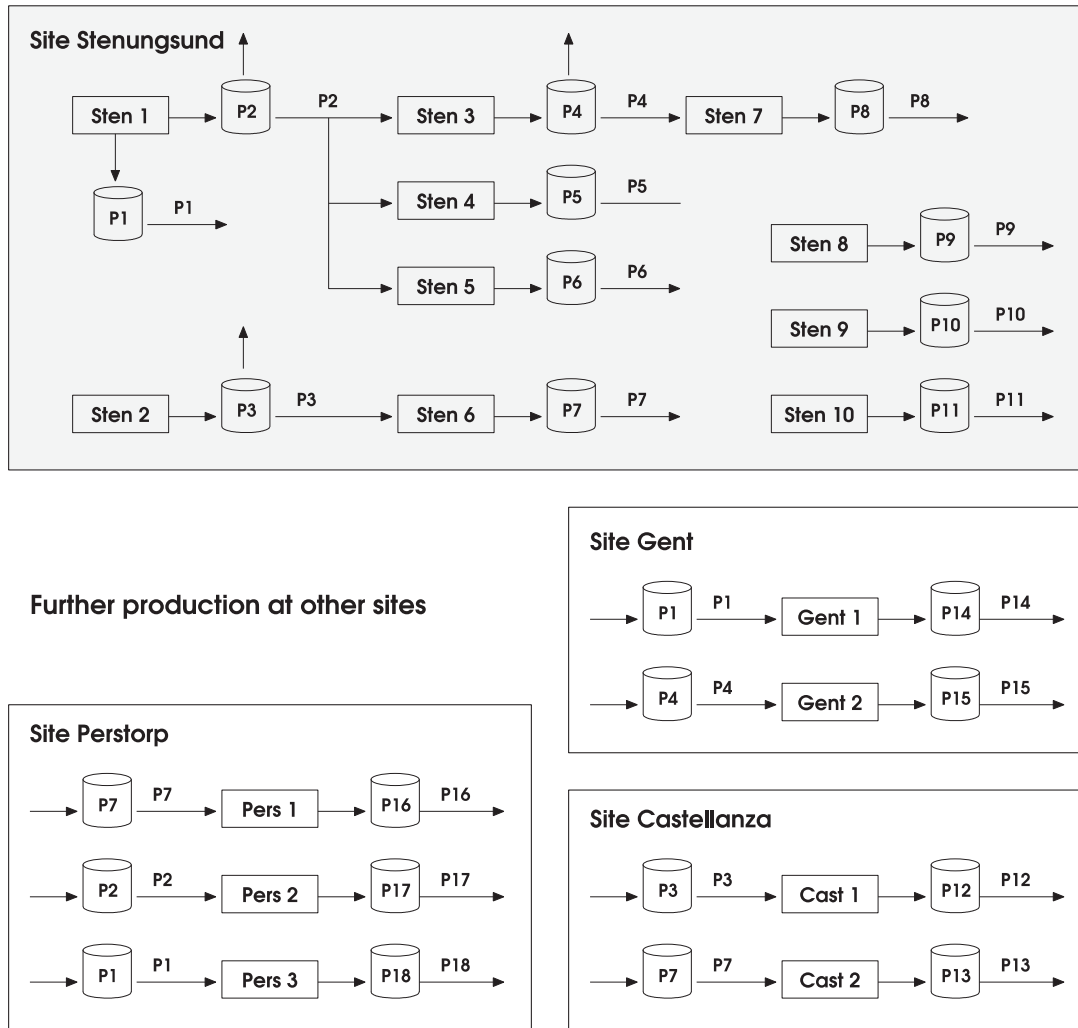 Site Stenungsund
Sten 1
P2
P2
Sten 3
P4
P4
Sten 7
P8
P8
P1
P1
Sten 4
P5
P5
Sten 8
P9
P9
Sten 5
P6
P6
Sten 9
P10
P10
Sten 2
P3
P3
Sten 6
P7
P7
Sten 10
P11
P11
Further production at other sites
Site Gent
P1
P1
Gent 1
P14
P14
P4
P4
Gent 2
P15
P15
Site Perstorp
P7
P7
Pers 1
P16
P16
P2
P2
Pers 2
P17
P17
P1
P1
Pers 3
P18
P18
Site Castellanza
P3
P3
Cast 1
P12
P12
P7
P7
Cast 2
P13
P13